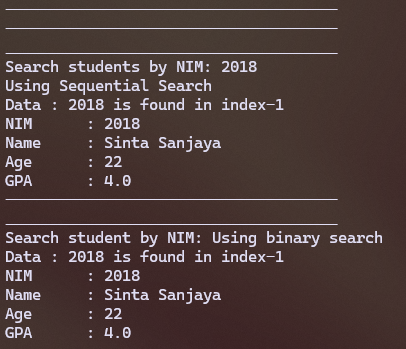 Search students by NIM: 2018
Using Sequential Search
Data : 2018 is found in index-1
NIM      : 2018
Name     : Sinta Sanjaya
Age      : 22
GPA      : 4.0
Search student by NIM: Using binary search
Data : 2018 is found in index-1
NIM      : 2018
Name     : Sinta Sanjaya
Age      : 22
GPA      : 4.0